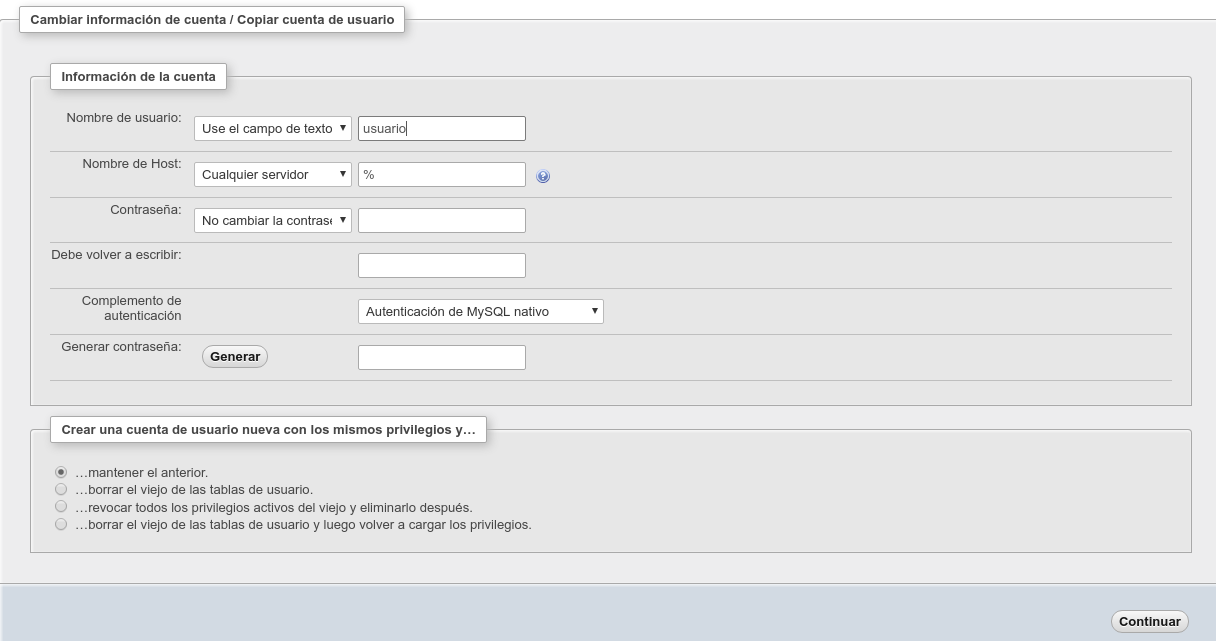 Cambiar información de cuenta / Copiar cuenta de usuario
Información de la cuenta
Nombre de usuario: Use el campo de texto usuario
Nombre de Host: Cualquier servidor %
Contraseña: No cambiar la contrase
Debe volver a escribir:
Complemento de
autenticación Autenticación de MySQL nativo
Generar contraseña: Generar
Crear una cuenta de usuario nueva con los mismos privilegios y…
…mantener el anterior.
…borrar el viejo de las tablas de usuario.
…revocar todos los privilegios activos del viejo y eliminarlo después.
…borrar el viejo de las tablas de usuario y luego volver a cargar los privilegios.
Continuar